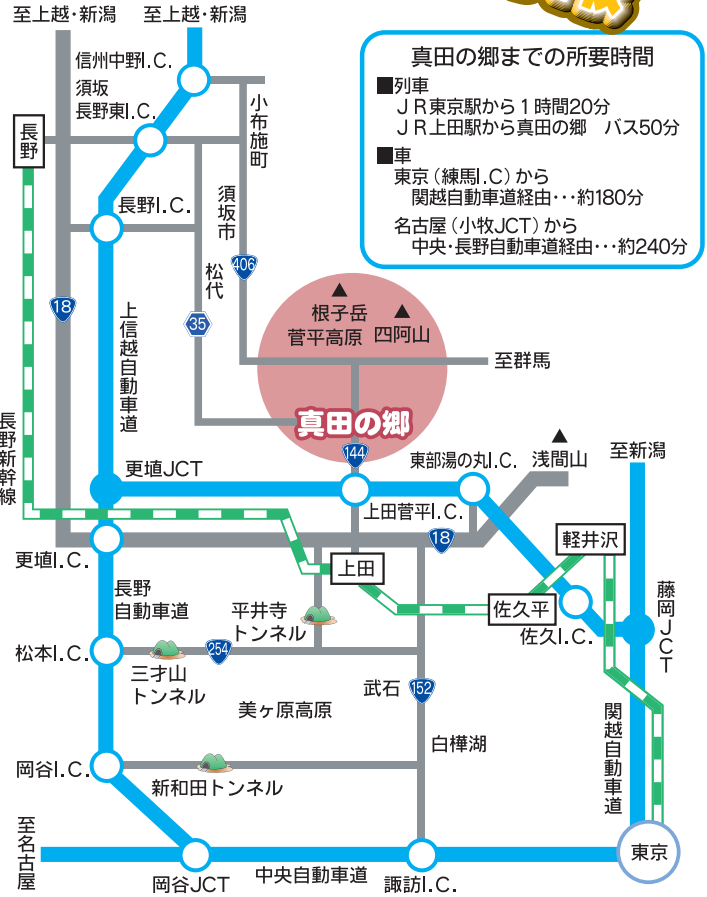 至上越・新潟
至上越・新潟
信州中野I.C.
須坂
長野東I.C.
長野
小布施町
須坂市
長野I.C.
松代
406
18
35
上信越自動車道
真田の郷までの所要時間
■列車
ＪＲ東京駅から１時間20分
ＪＲ上田駅から真田の郷　バス50分
■車
東京（練馬I.C）から
関越自動車道経由･･･約180分
名古屋（小牧JCT）から
中央･長野自動車道経由･･･約240分
▲
根子岳
▲
菅平高原
四阿山
至群馬
真田の郷
144
長野新幹線
更埴JCT
東部湯の丸I.C.
▲
浅間山
至新潟
上田菅平I.C.
18
軽井沢
更埴I.C.
上田
長野
自動車道
平井寺
トンネル
佐久平
佐久I.C.
藤岡JCT
松本I.C.
254
三才山
トンネル
武石
152
美ヶ原高原
白樺湖
関越自動車道
岡谷I.C.
新和田トンネル
至名古屋
東京
岡谷JCT
中央自動車道
諏訪I.C.